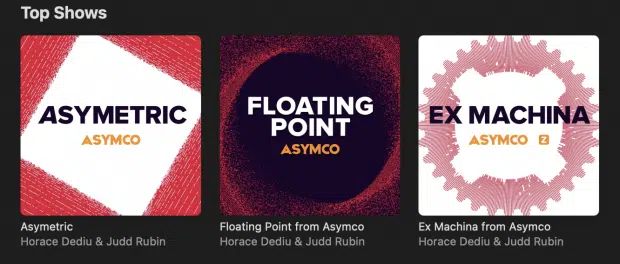 Top Shows
ASYMETRIC
ASYMCO
FLOATING
POINT
ASYMCO
EX MACHINA
ASYMCO Z
Asymetric
Horace Dediu & Judd Rubin
Floating Point from Asymco
Horace Dediu & Judd Rubin
Ex Machina from Asymco
Horace Dediu & Judd Rubin